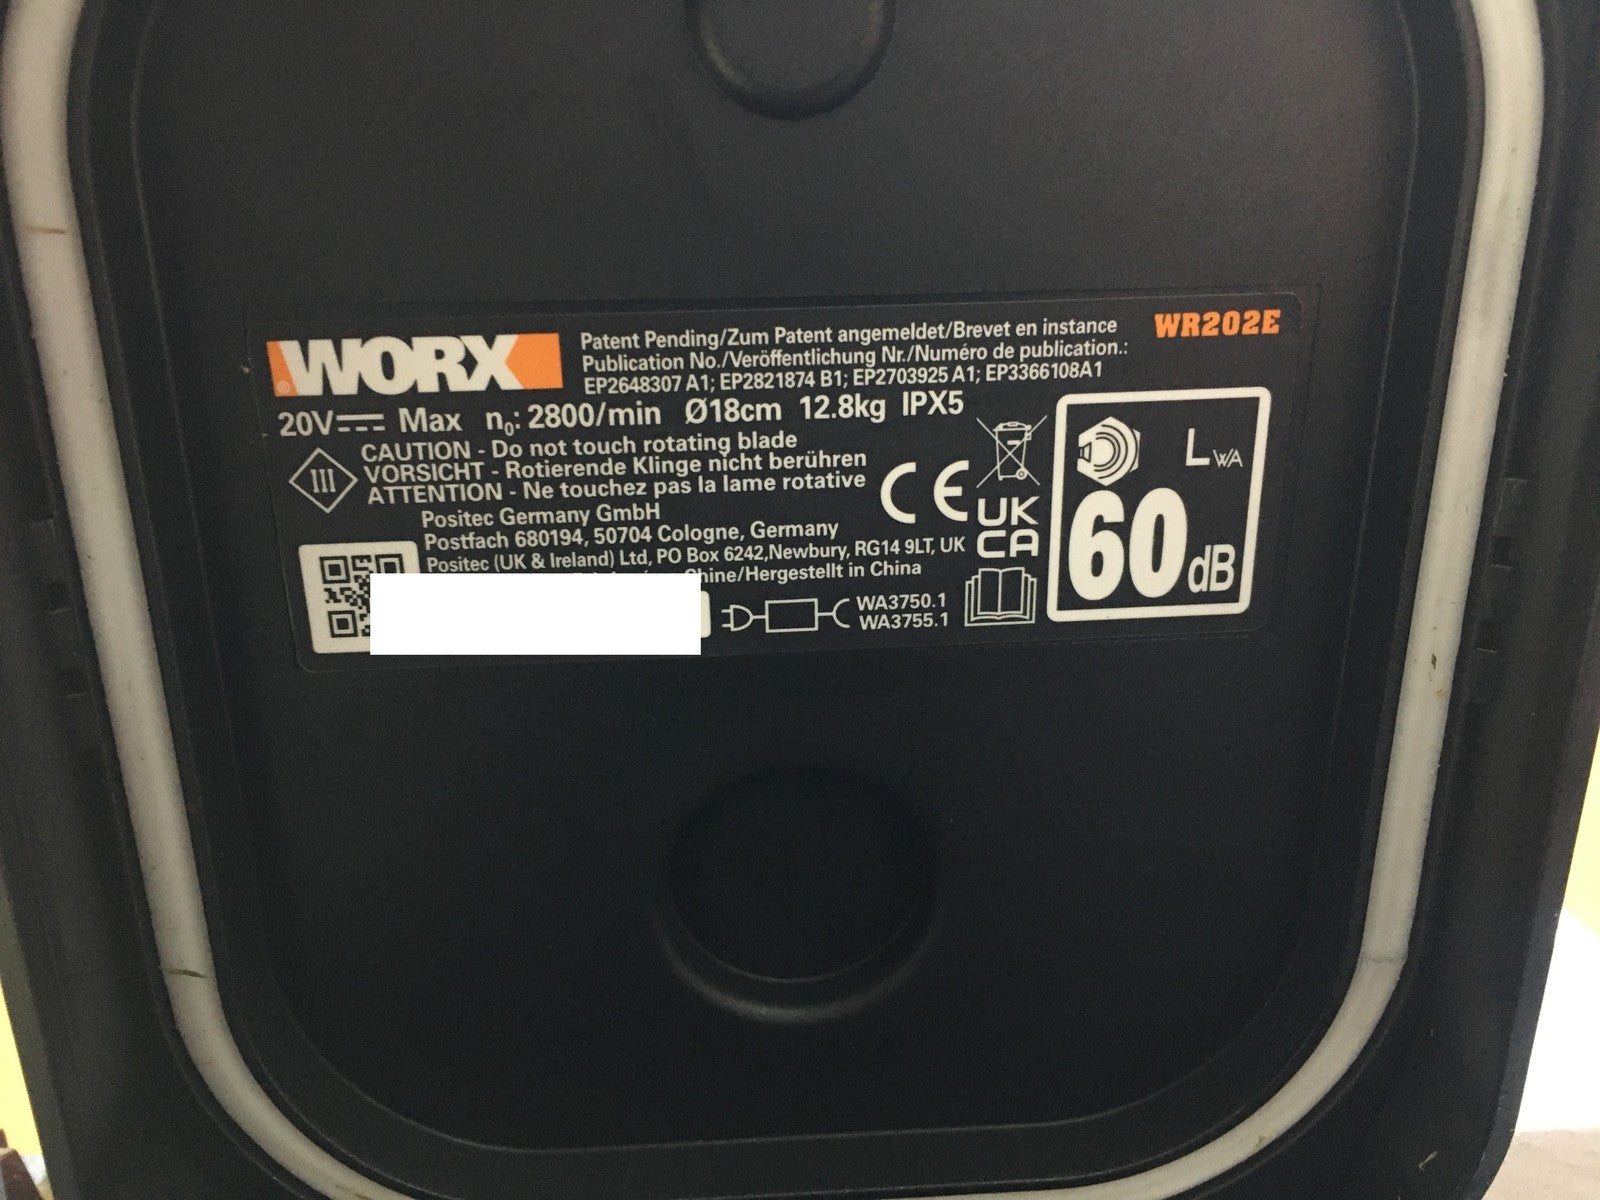 WORX
Patent Pending/Zum Patent angemeldet/Brevet en instance
Publication No./Veröffentlichung Nr./Numéro de publication.:
EP2648307 A1; EP2821874 B1; EP2703925 A1; EP3366108A1
WR202E
20V Max n₀: 2800/min Ø18cm 12.8kg IPX5
III
CAUTION - Do not touch rotating blade
VORSICHT - Rotierende Klinge nicht berühren
ATTENTION - Ne touchez pas la lame rotative
Positec Germany GmbH
Postfach 680194, 50704 Cologne, Germany
Positec (UK & Ireland) Ltd, PO Box 6242,Newbury, RG14 9LT, UK
Chine/Hergestellt in China
WA3750.1
WA3755.1
CE
UK
CA
LWA
60dB